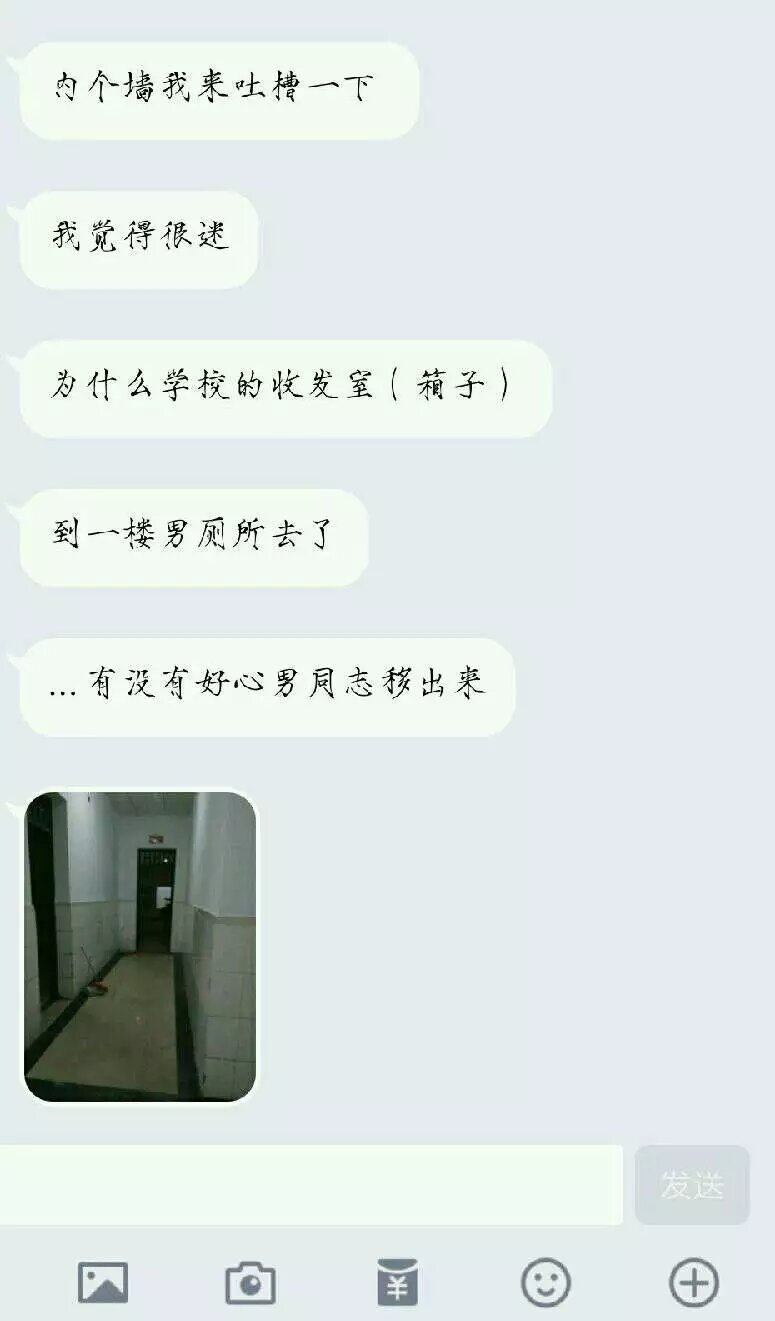 内个墙我来吐槽一下
我觉得很迷
为什么学校的收发室(箱子)
到一楼男厕所去了
...有没有好心男同志移出来
发送